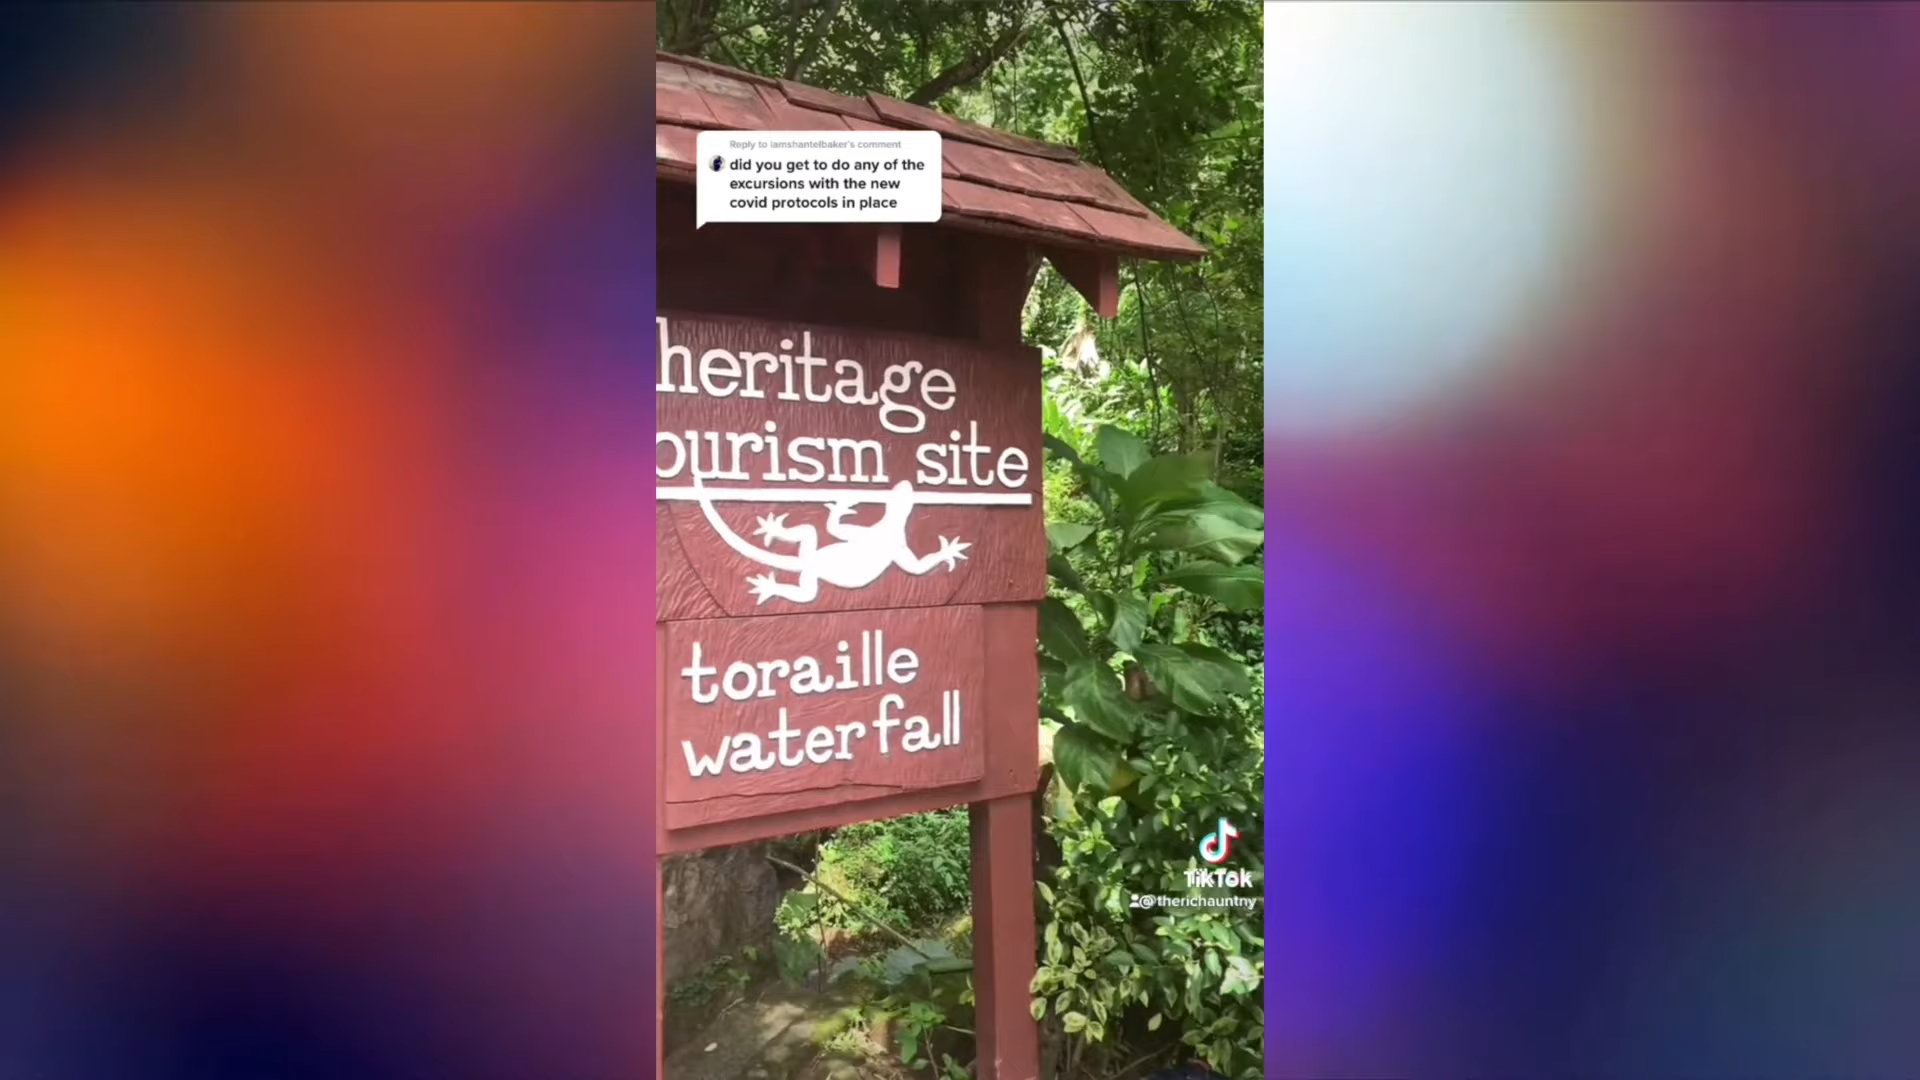 Reply to iamshantelbaker's comment
did you get to do any of the
excursions with the new
covid protocols in place
heritage
ourism site
toraille
waterfall
TikTok
@therichauntny